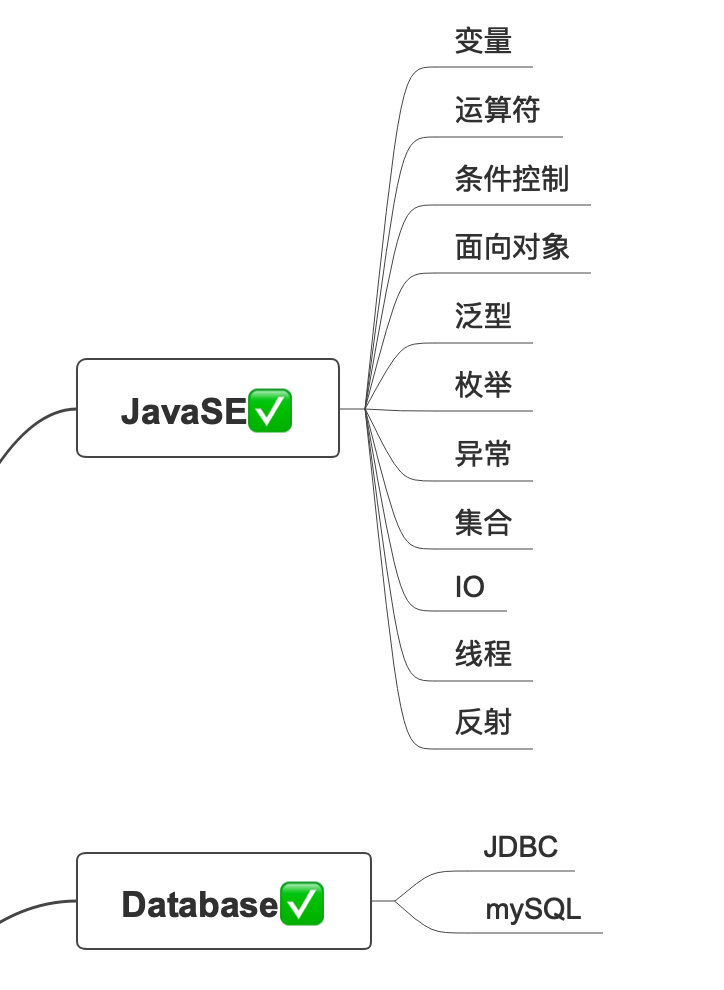 变量
运算符
条件控制
面向对象
泛型
枚举
JavaSE✅
异常
集合
IO
线程
反射
JDBC
Database✅
mySQL